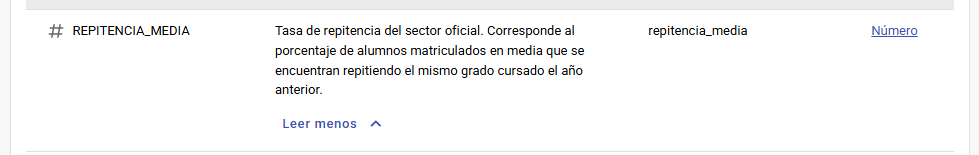 # REPITENCIA_MEDIA
Tasa de repitencia del sector oficial. Corresponde al
porcentaje de alumnos matriculados en media que se
encuentran repitiendo el mismo grado cursado el año
anterior.
repitencia_media
Número
Leer menos